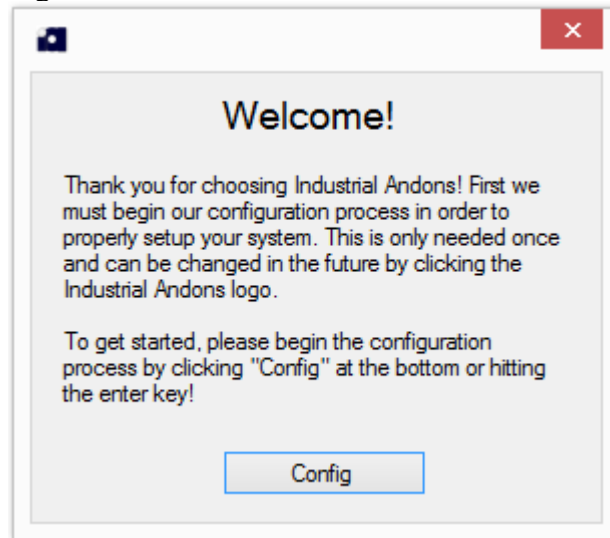 Welcome!
Thank you for choosing Industrial Andons! First we
must begin our configuration process in order to
properly setup your system. This is only needed once
and can be changed in the future by clicking the
Industrial Andons logo.
To get started, please begin the configuration
process by clicking "Config" at the bottom or hitting
the enter key!
Config